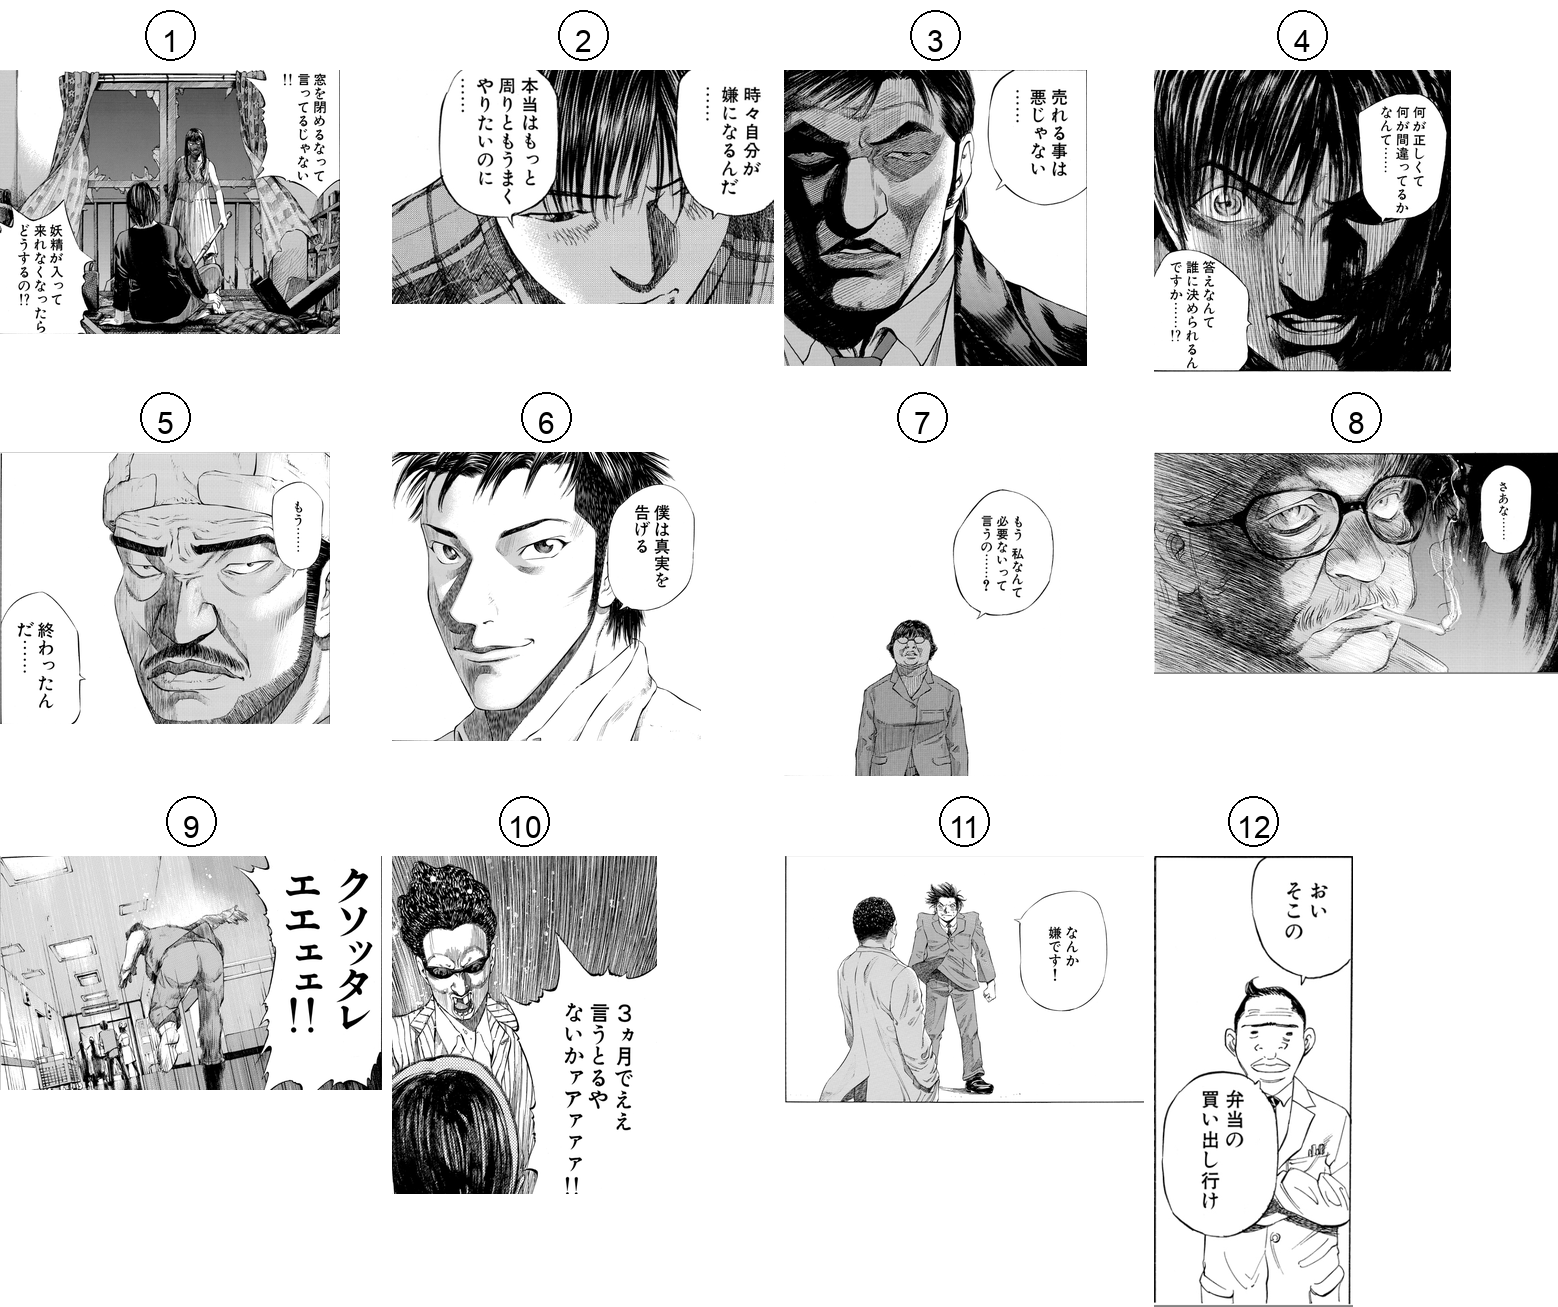 1
窓を閉めるなって
言ってるじゃない
!!
妖精が入って
来れなくなったら
どうするの!?
2
時々自分が
嫌になるんだ
……
本当はもっと
周りともうまく
やりたいのに
……
3
売れる事は
悪じゃない
……
4
何が正しくて
何が間違ってるか
なんて……
答えなんて
誰に決められるん
ですか……!?
5
もう……
終わったん
だ……
6
僕は真実を
告げる
7
もう 私なんて
必要ないって
言うの……?
8
さあな……
9
クソッタレ
エエェェ!!
10
3ヵ月でええ
言うとるや
ないかァアァァァ!!
11
なんか
嫌です!
12
おい
そこの
弁当の
買い出し行け